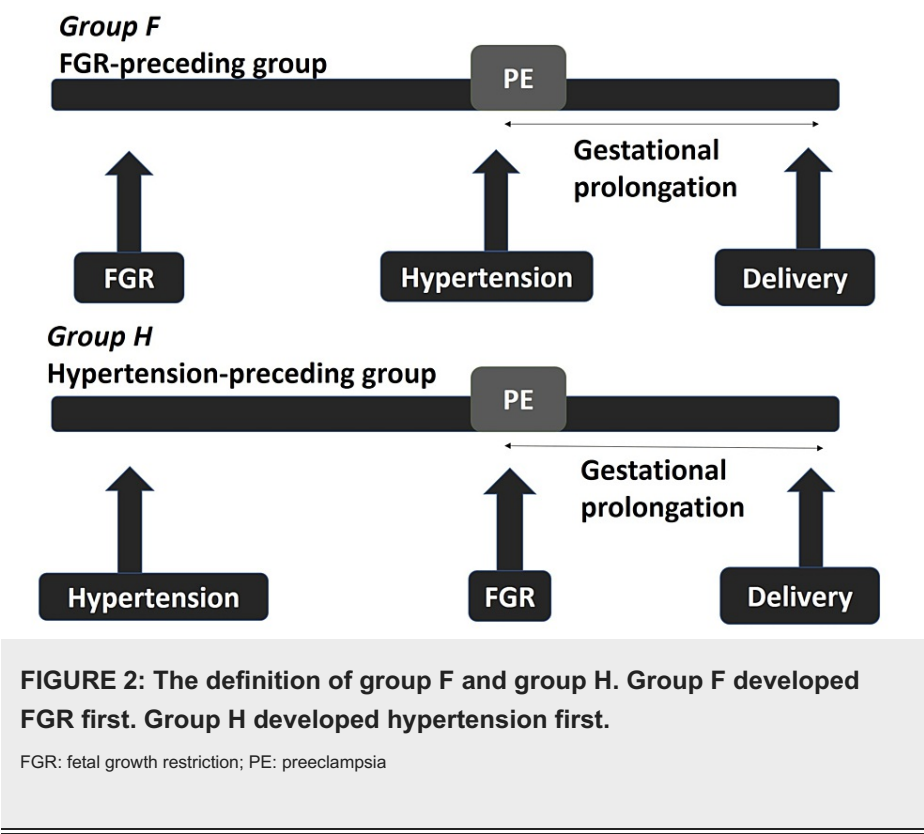 Group F
FGR-preceding group
PE
Gestational
prolongation
FGR
Hypertension
Delivery
Group H
Hypertension-preceding group
PE
Gestational
prolongation
Hypertension
FGR
Delivery
FIGURE 2: The definition of group F and group H. Group F developed
FGR first. Group H developed hypertension first.
FGR: fetal growth restriction; PE: preeclampsia